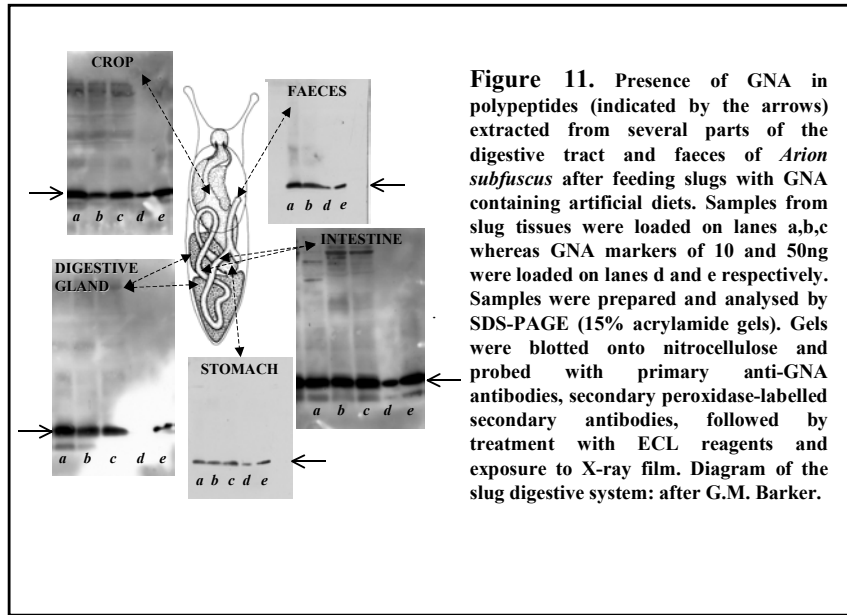 CROP
a b c d e
FAECES
a b d e
DIGESTIVE
GLAND
a b c d e
INTESTINE
a b c d e
STOMACH
a b c d e
Figure 11. Presence of GNA in
polypeptides (indicated by the arrows)
extracted from several parts of the
digestive tract and faeces of Arion
subfuscus after feeding slugs with GNA
containing artificial diets. Samples from
slug tissues were loaded on lanes a,b,c
whereas GNA markers of 10 and 50ng
were loaded on lanes d and e respectively.
Samples were prepared and analysed by
SDS-PAGE (15% acrylamide gels). Gels
were blotted onto nitrocellulose and
probed with primary anti-GNA
antibodies, secondary peroxidase-labelled
secondary antibodies, followed by
treatment with ECL reagents and
exposure to X-ray film. Diagram of the
slug digestive system: after G.M. Barker.